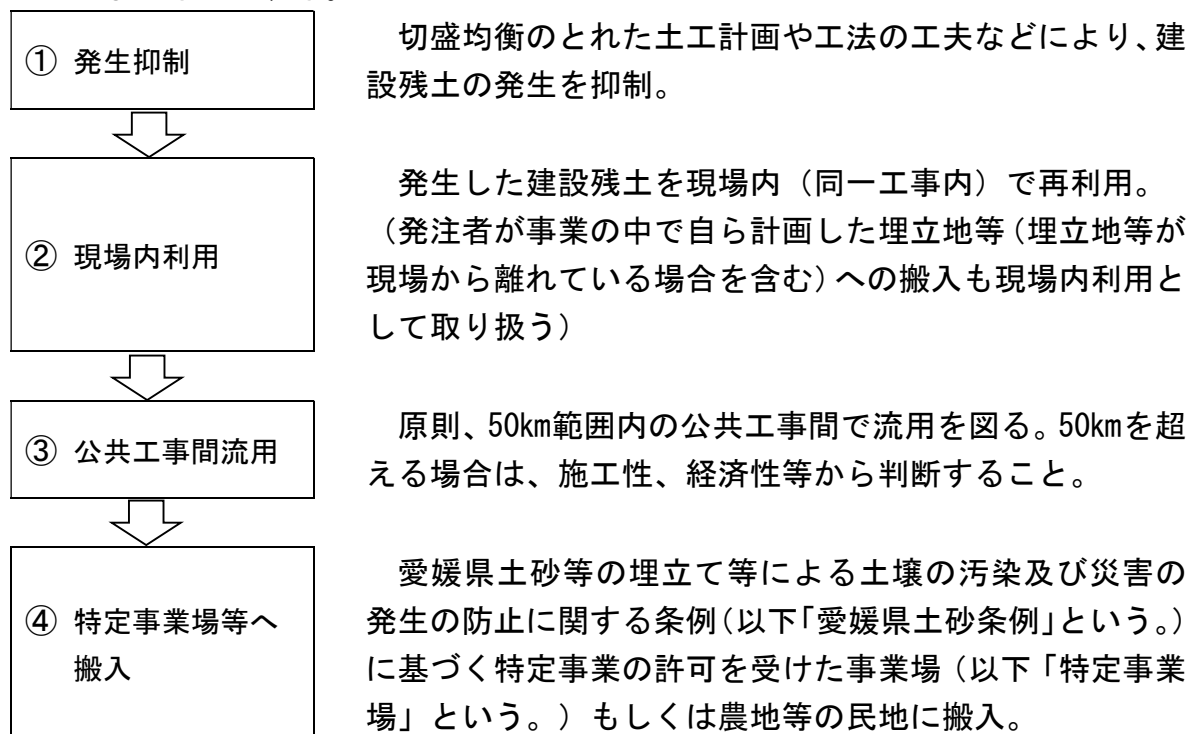 ① 発生抑制
切盛均衡のとれた土工計画や工法の工夫などにより、建
設残土の発生を抑制。
② 現場内利用
発生した建設残土を現場内（同一工事内）で再利用。
（発注者が事業の中で自ら計画した埋立地等（埋立地等が
現場から離れている場合を含む）への搬入も現場内利用と
して取り扱う）
③ 公共工事間流用
原則、50㎞範囲内の公共工事間で流用を図る。50㎞を超
える場合は、施工性、経済性等から判断すること。
④ 特定事業場等へ
搬入
愛媛県土砂等の埋立て等による土壌の汚染及び災害の
発生の防止に関する条例（以下「愛媛県土砂条例」という。）
に基づく特定事業の許可を受けた事業場（以下「特定事業
場」という。）もしくは農地等の民地に搬入。